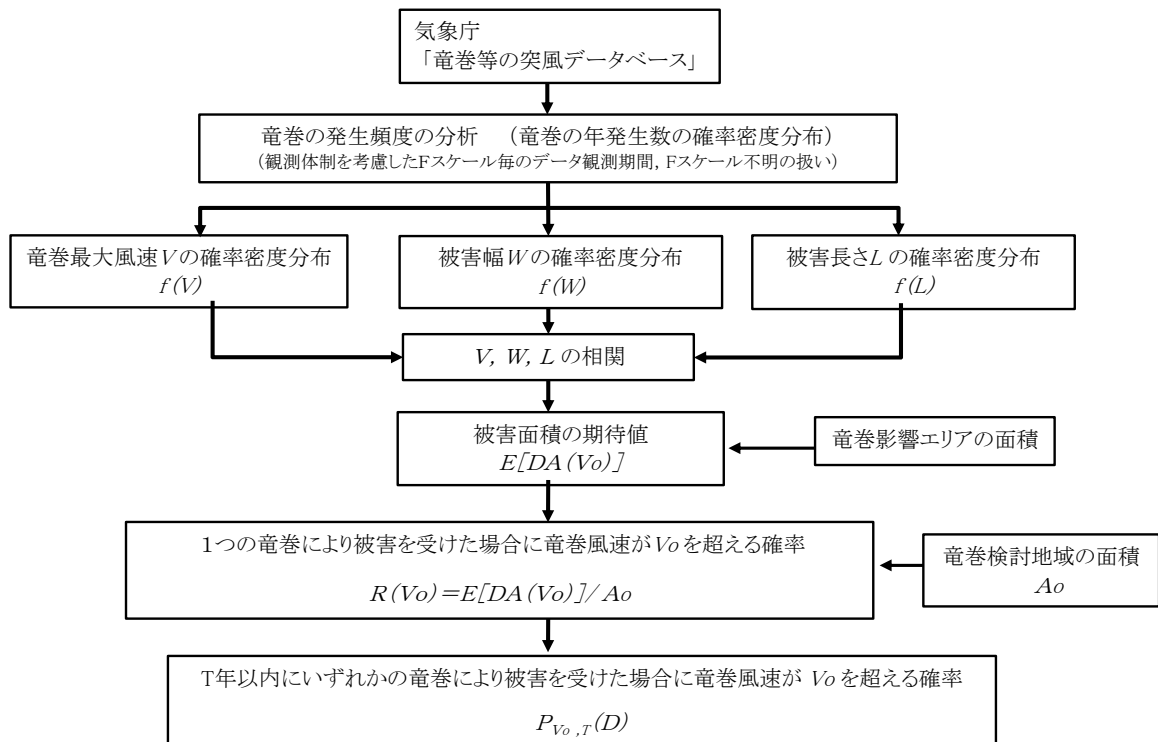 気象庁
「竜巻等の突風データベース」
竜巻の発生頻度の分析　（竜巻の年発生数の確率密度分布）
（観測体制を考慮したFスケール毎のデータ観測期間，Fスケール不明の扱い）
竜巻最大風速Vの確率密度分布
f(V)
被害幅Wの確率密度分布
f(W)
被害長さLの確率密度分布
f(L)
V, W, Lの相関
被害面積の期待値
E[DA(Vo)]
竜巻影響エリアの面積
1つの竜巻により被害を受けた場合に竜巻風速がVoを超える確率
R(Vo)=E[DA(Vo)]/Ao
竜巻検討地域の面積
Ao
T年以内にいずれかの竜巻により被害を受けた場合に竜巻風速が Voを超える確率
P_{Vo,T}(D)